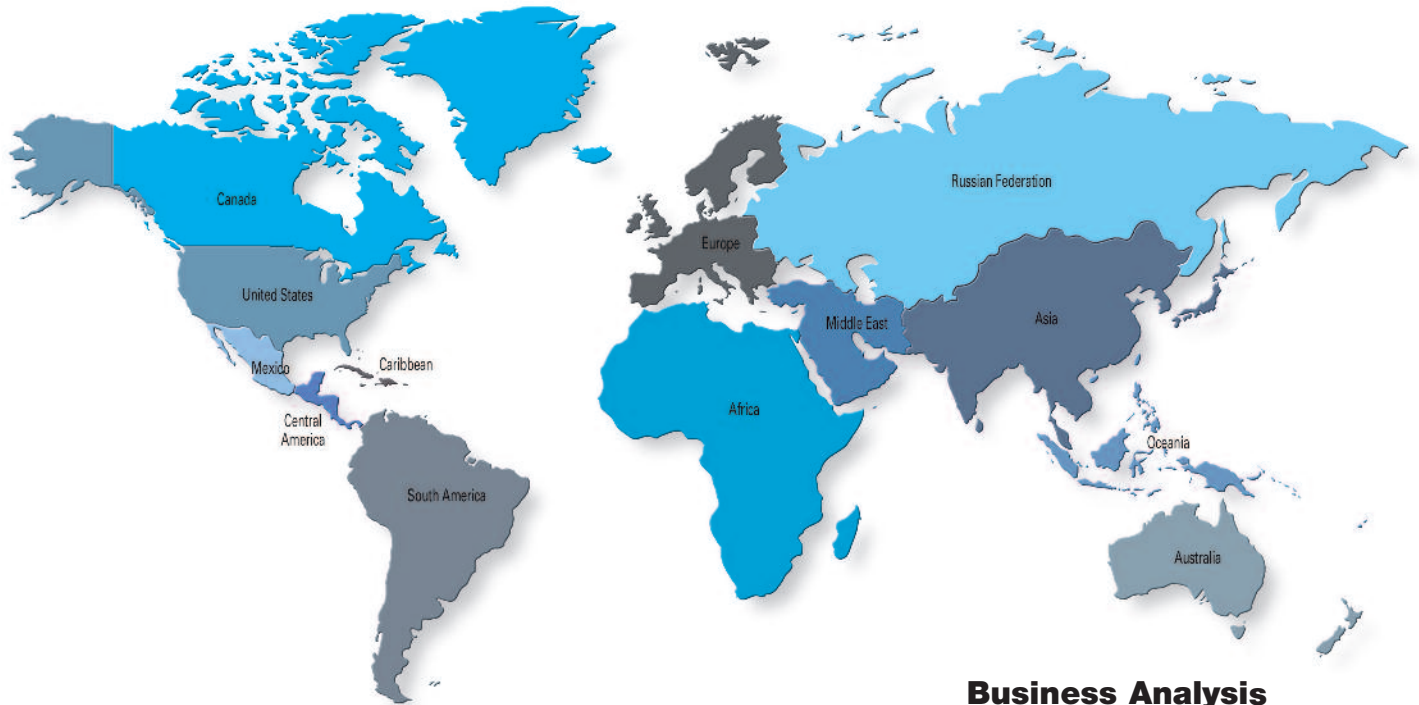 Canada
Russian Federation
Europe
United States
Middle East
Asia
Mexico
Caribbean
Central
America
Africa
Oceania
South America
Australia
Business Analysis